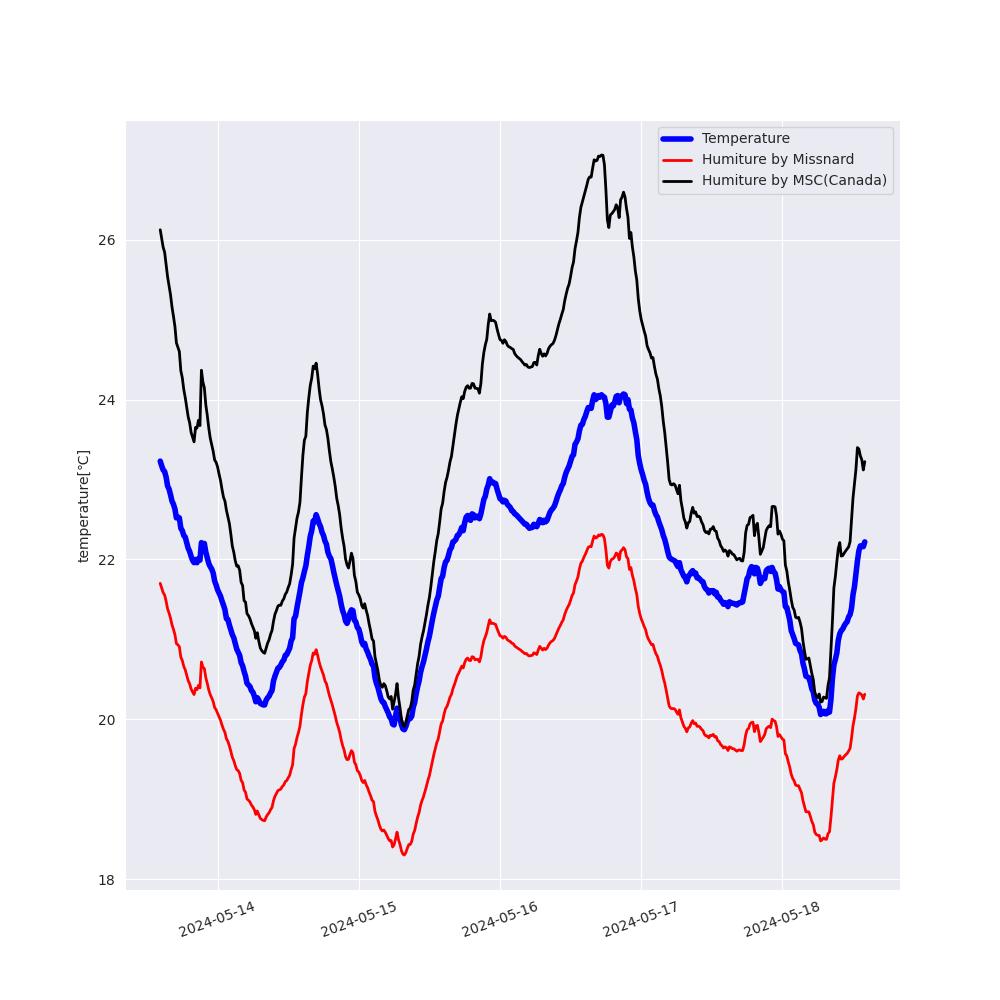 Temperature
Humiture by Missnard
Humiture by MSC(Canada)
temperature[℃]
26
24
22
20
18
2024-05-14
2024-05-15
2024-05-16
2024-05-17
2024-05-18